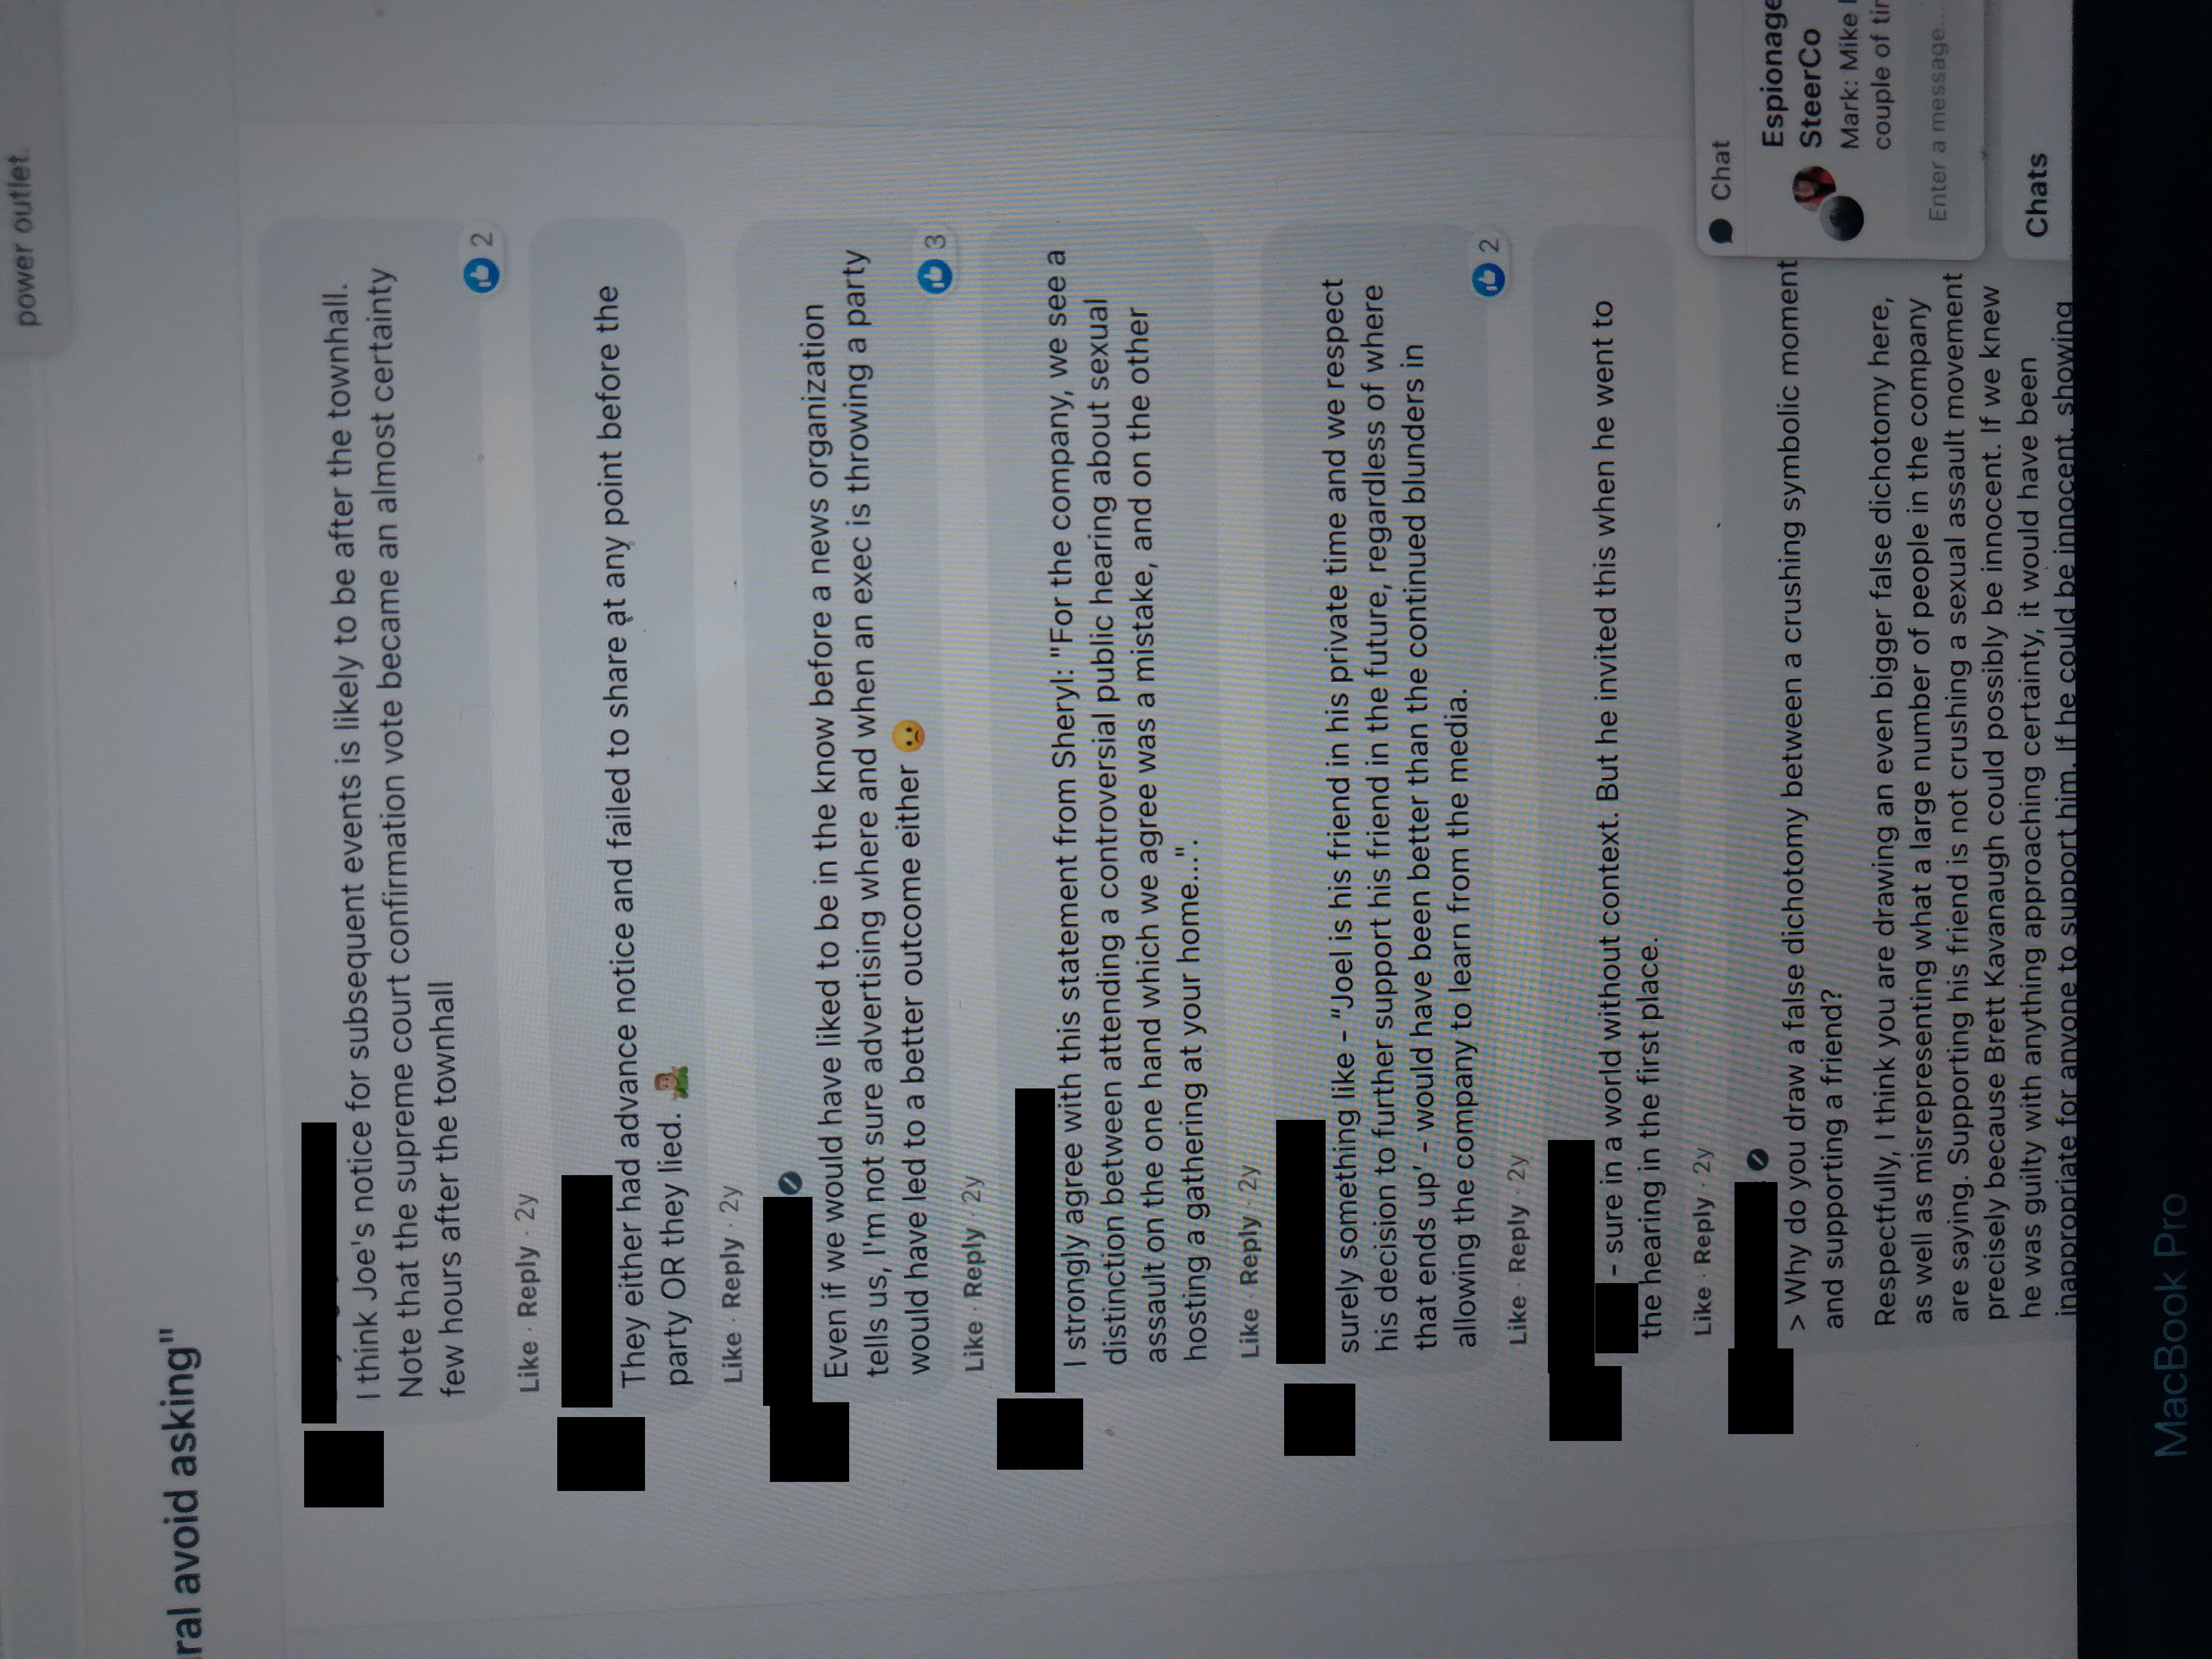 power outlet.
ral avoid asking"
I think Joe's notice for subsequent events is likely to be after the townhall.
Note that the supreme court confirmation vote became an almost certainty
few hours after the townhall
2
Like · Reply · 2y
They either had advance notice and failed to share at any point before the
party OR they lied.
Like · Reply · 2y
Even if we would have liked to be in the know before a news organization
tells us, I'm not sure advertising where and when an exec is throwing a party
would have led to a better outcome either
3
Like · Reply · 2y
I strongly agree with this statement from Sheryl: "For the company, we see a
distinction between attending a controversial public hearing about sexual
assault on the one hand which we agree was a mistake, and on the other
hosting a gathering at your home...".
Like · Reply · 2y
surely something like - "Joel is his friend in his private time and we respect
his decision to further support his friend in the future, regardless of where
that ends up' - would have been better than the continued blunders in
allowing the company to learn from the media.
2
Like · Reply · 2y
- sure in a world without context. But he invited this when he went to
the hearing in the first place.
Like · Reply · 2y
> Why do you draw a false dichotomy between a crushing symbolic moment
and supporting a friend?
Respectfully, I think you are drawing an even bigger false dichotomy here,
as well as misrepresenting what a large number of people in the company
are saying. Supporting his friend is not crushing a sexual assault movement
precisely because Brett Kavanaugh could possibly be innocent. If we knew
he was guilty with anything approaching certainty, it would have been
inappropriate for anyone to support him. If he could be innocent, showing
Chat
Espionage
SteerCo
Mark: Mike
couple of
Enter a message...
Chats
MacBook Pro